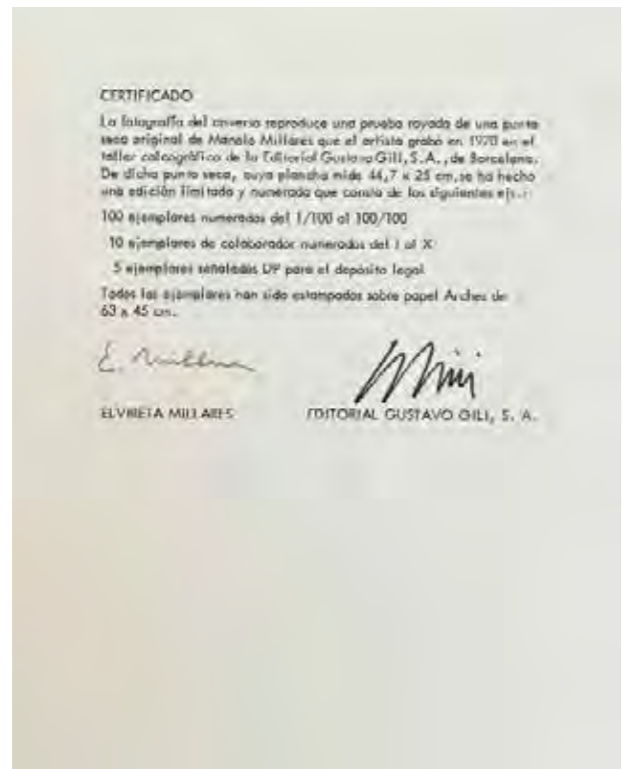 CERTIFICADO
La fotografía del anverso reproduce una prueba rayada de una punta
seca original de Manolo Millares que el artista grabó en 1970 en el
taller calcográfico de la Editorial Gustavo Gili, S.A., de Barcelona.
De dicha punta seca, cuya plancha mide 44,7 x 25 cm, se ha hecho
una edición limitada y numerada que consta de los siguientes ejs.:
100 ejemplares numerados del 1/100 al 100/100
10 ejemplares de colaborador numerados del I al X
5 ejemplares señalados DP para el depósito legal
Todos los ejemplares han sido estampados sobre papel Arches de
63 x 45 cm.
E. Millares
ELVIRETA MILLARES EDITORIAL GUSTAVO GILI, S. A.